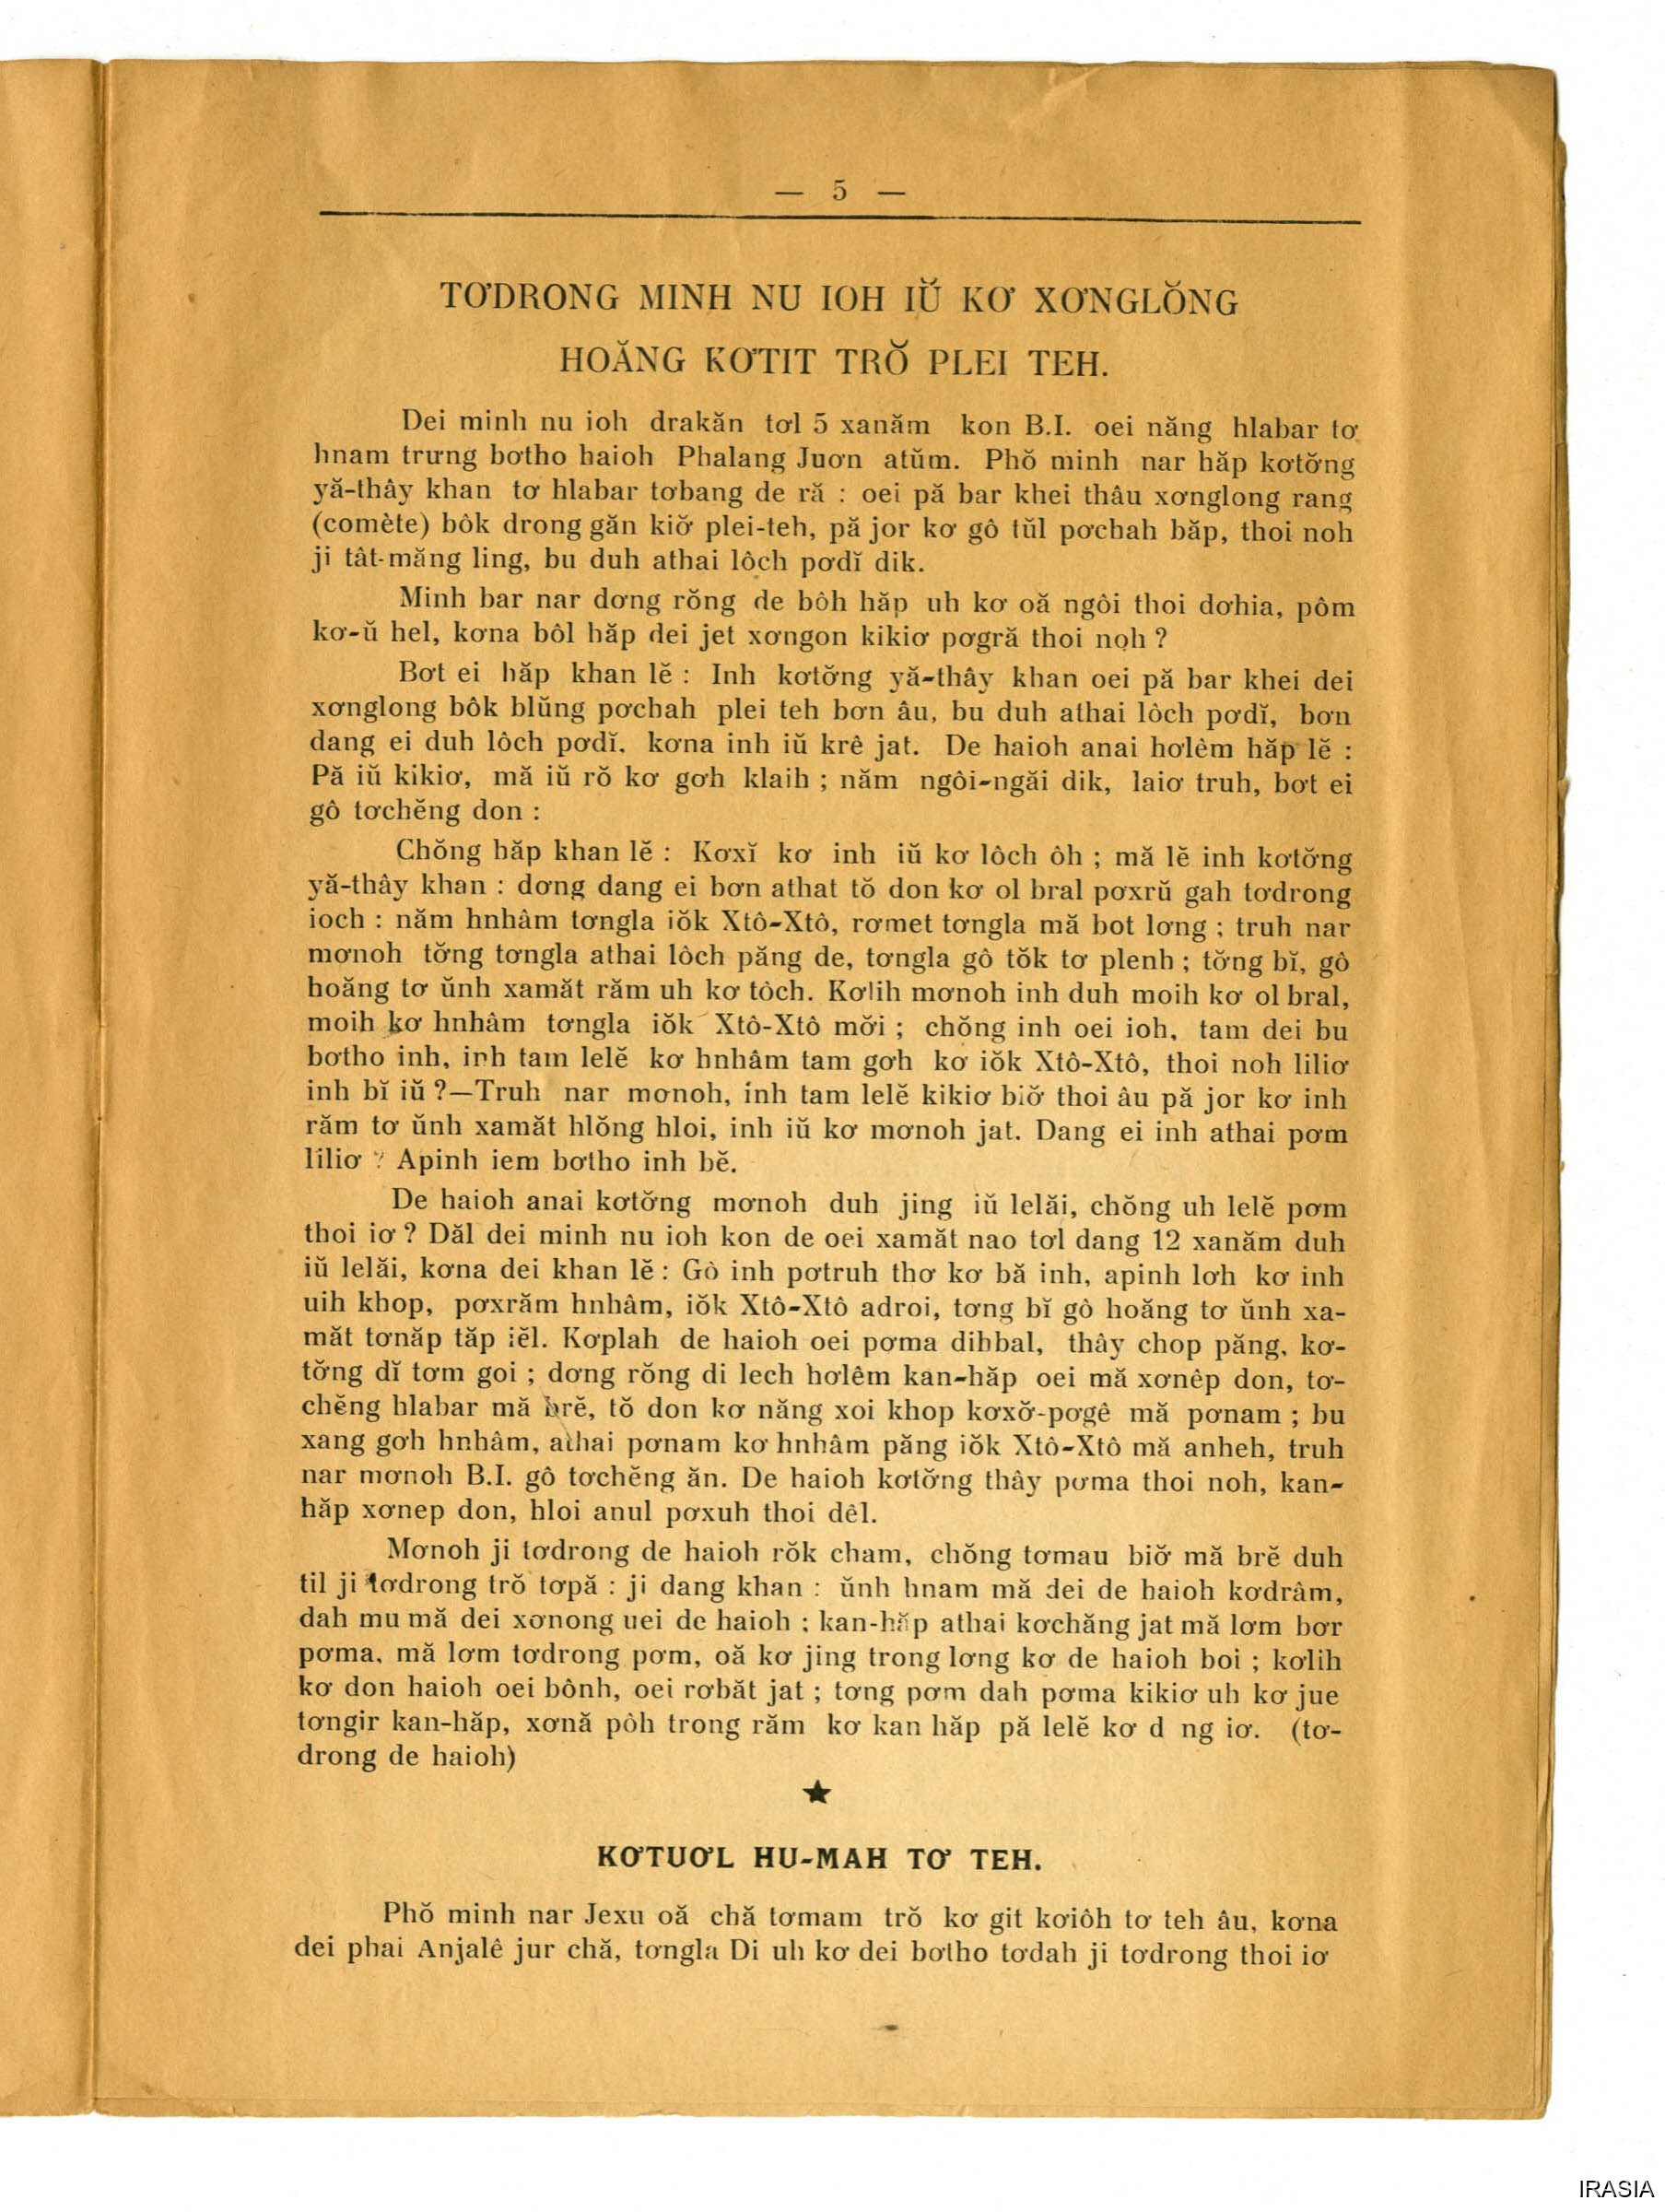 — 5 —
TƠDRONG MINH NU IOH IŬ KƠ XƠNGLŎNG
HOĂNG KƠTIT TRŎ PLEI TEH.
Dei minh nu ioh drakăn tơl 5 xanăm kon B.I. oei năng hlabar tơ
hnam trưng bơtho haioh Phalang Juơn atŭm. Phŏ minh nar hăp kơtơ̆ng
yă-thây khan tơ hlabar tơbang de ră : oei pă bar khei thâu xơnglong rang
(comète) bôk drong găn kiơ̆ plei-teh, pă jor kơ gô tŭl pơchah băp, thoi noh
ji tât-măng ling, bu duh athai lôch pơdĭ dik.
Minh bar nar dơng rŏng de bôh hăp uh kơ oă ngôi thoi dơhia, pôm
kơ-ŭ hel, kơna bôl hăp dei jet xơngon kikiơ pơgră thoi noh ?
Bơt ei hăp khan lĕ : Inh kơtơ̆ng yă-thây khan oei pă bar khei dei
xơnglong bôk blŭng pơchah plei teh bơn âu, bu duh athai lôch pơdĭ, bơn
dang ei duh lôch pơdĭ. kơna inh iŭ krê jat. De haioh anai hơlêm hăp lĕ :
Pă iŭ kikiơ, mă iŭ rŏ kơ gơh klaih ; năm ngôi-ngăi dik, laiơ truh, bơt ei
gô tơchĕng don :
Chŏng hăp khan lĕ : Kơxĭ kơ inh iŭ kơ lôch ôh ; mă lĕ inh kơtơ̆ng
yă-thây khan : dơng dang ei bơn athat tŏ don kơ ol bral pơxrŭ gah tơdrong
ioch : năm hnhâm tơngla iŏk Xtô-Xtô, rơmet tơngla mă bot lơng ; truh nar
mơnoh tơ̆ng tơngla athai lôch păng de, tơngla gô tŏk tơ plenh ; tơ̆ng bĭ, gô
hoăng tơ ŭnh xamăt răm uh kơ tôch. Kơlih mơnoh inh duh moih kơ ol bral,
moih kơ hnhâm tơngla iŏk Xtô-Xtô mơ̆i ; chŏng inh oei ioh, tam dei bu
bơtho inh, inh tam lelĕ kơ hnhâm tam gơh kơ iŏk Xtô-Xtô, thoi noh liliơ
inh bĭ iŭ ?—Truh nar mơnoh, inh tam lelĕ kikiơ biơ̆ thoi âu pă jor kơ inh
răm tơ ŭnh xamăt hlŏng hloi, inh iŭ kơ mơnoh jat. Dang ei inh athai pơm
liliơ ? Apinh iem bơtho inh bĕ.
De haioh anai kơtơ̆ng mơnoh duh jing iŭ lelăi, chŏng uh lelĕ pơm
thoi iơ ? Dăl dei minh nu ioh kon de oei xamăt nao tơl dang 12 xanăm duh
iŭ lelăi, kơna dei khan lĕ : Gô inh pơtruh thơ kơ bă inh, apinh lơh kơ inh
uih khop, pơxrăm hnhâm, iŏk Xtô-Xtô adroi, tơng bĭ gô hoăng tơ ŭnh xa-
măt tơnăp tăp iĕl. Kơplah de haioh oei pơma dihbal, thây chop păng, kơ-
tơ̆ng dĭ tơm goi ; dơng rŏng di lech hơlêm kan-hăp oei mă xơnêp don, tơ-
chĕng hlabar mă brĕ, tŏ don kơ năng xoi khop kơxơ̆-pơgê mă pơnam ; bu
xang gơh hnhâm, athai pơnam kơ hnhâm păng iŏk Xtô-Xtô mă anheh, truh
nar mơnoh B.I. gô tơchĕng ăn. De haioh kơtơ̆ng thây pơma thoi noh, kan-
hăp xơnep don, hloi anul pơxuh thoi dêl.
Mơnoh ji tơdrong de haioh rŏk cham, chŏng tơmau biơ̆ mă brĕ duh
til ji tơdrong trŏ tơpă : ji dang khan : ŭnh hnam mă dei de haioh kơdrâm,
dah mu mă dei xơnong uei de haioh ; kan-hăp athai kơchăng jat mă lơm bơr
pơma, mă lơm tơdrong pơm, oă kơ jing trong lơng kơ de haioh boi ; kơlih
kơ don haioh oei bônh, oei rơbăt jat ; tơng pơm dah pơma kikiơ uh kơ jue
tơngir kan-hăp, xơnă pôh trong răm kơ kan hăp pă lelĕ kơ d ng iơ. (tơ-
drong de haioh)
★
KƠTUƠL HU-MAH TƠ TEH.
Phŏ minh nar Jexu oă chă tơmam trŏ kơ git kơiôh tơ teh âu, kơna
dei phai Anjalê jur chă, tơngla Di uh kơ dei bơtho tơdah ji tơdrong thoi iơ
IRASIA